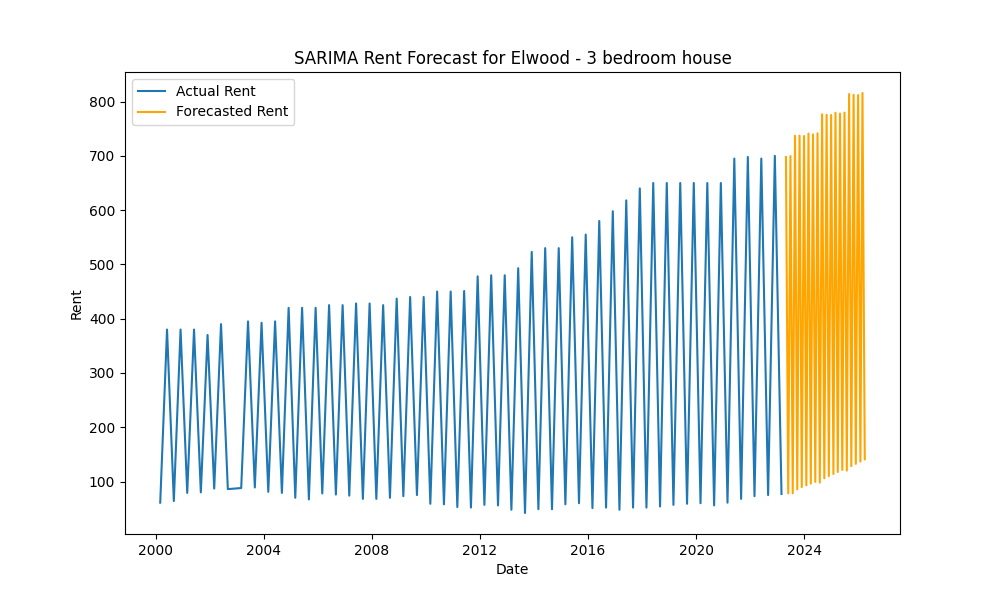 SARIMA Rent Forecast for Elwood - 3 bedroom house
Actual Rent
Forecasted Rent
800
700
600
500
400
300
200
100
Rent
2000 2004 2008 2012 2016 2020 2024
Date